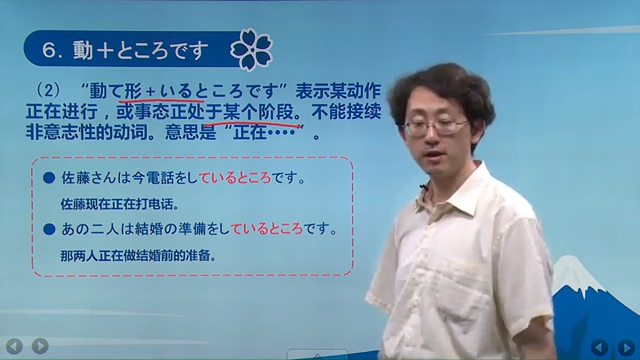 6. 動＋ところです
（2）“動て形＋いるところです”表示某动作
正在进行，或事态正处于某个阶段。不能接续
非意志性的动词。意思是“正在••••”。
● 佐藤さんは今電話をしているところです。
佐藤现在正在打电话。
● あの二人は結婚の準備をしているところです。
那两人正在做结婚前的准备。